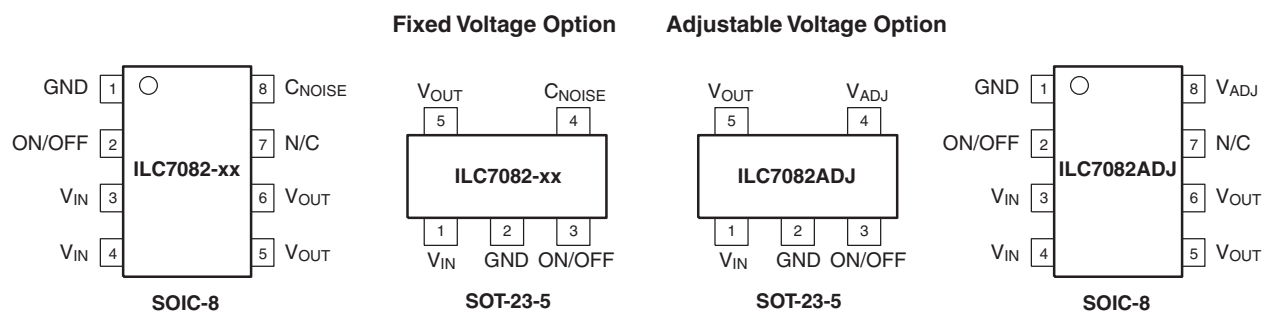 Fixed Voltage Option
Adjustable Voltage Option
GND 1
8 CNOISE
ON/OFF 2
7 N/C
ILC7082-xx
VIN 3
6 VOUT
VIN 4
5 VOUT
SOIC-8
VOUT
CNOISE
5
4
ILC7082-xx
1
2
3
VIN
GND
ON/OFF
SOT-23-5
VOUT
VADJ
5
4
ILC7082ADJ
1
2
3
VIN
GND
ON/OFF
SOT-23-5
GND 1
8 VADJ
ON/OFF 2
7 N/C
ILC7082ADJ
VIN 3
6 VOUT
VIN 4
5 VOUT
SOIC-8